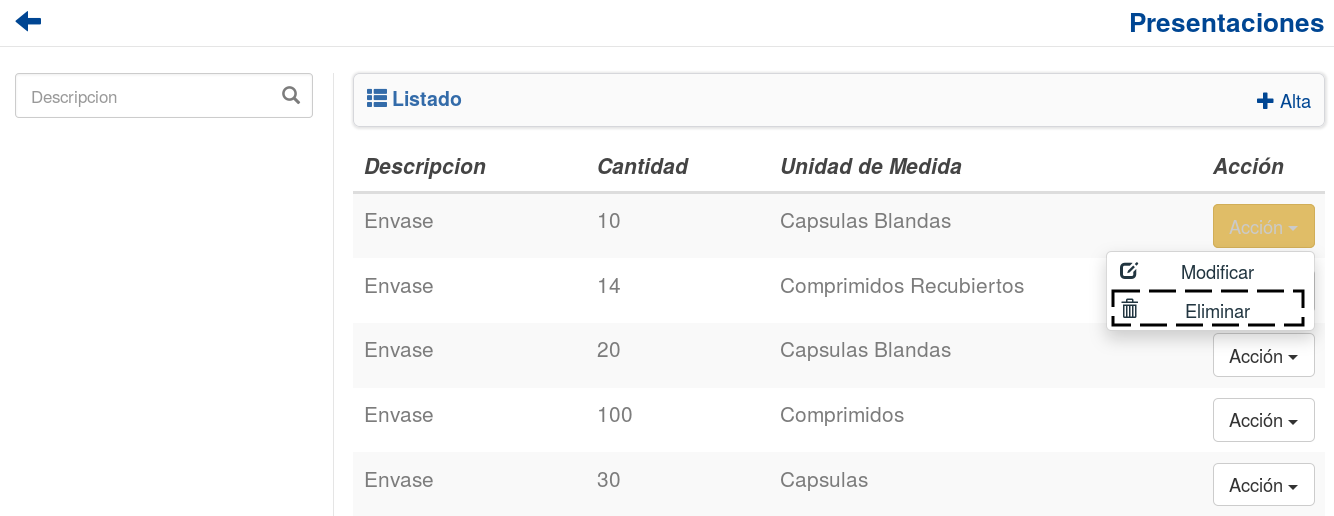 Presentaciones
Descripcion
Listado
Alta
Descripcion Cantidad Unidad de Medida Acción
Envase 10 Capsulas Blandas Acción
Modificar
Envase 14 Comprimidos Recubiertos
Eliminar
Envase 20 Capsulas Blandas Acción
Envase 100 Comprimidos Acción
Envase 30 Capsulas Acción